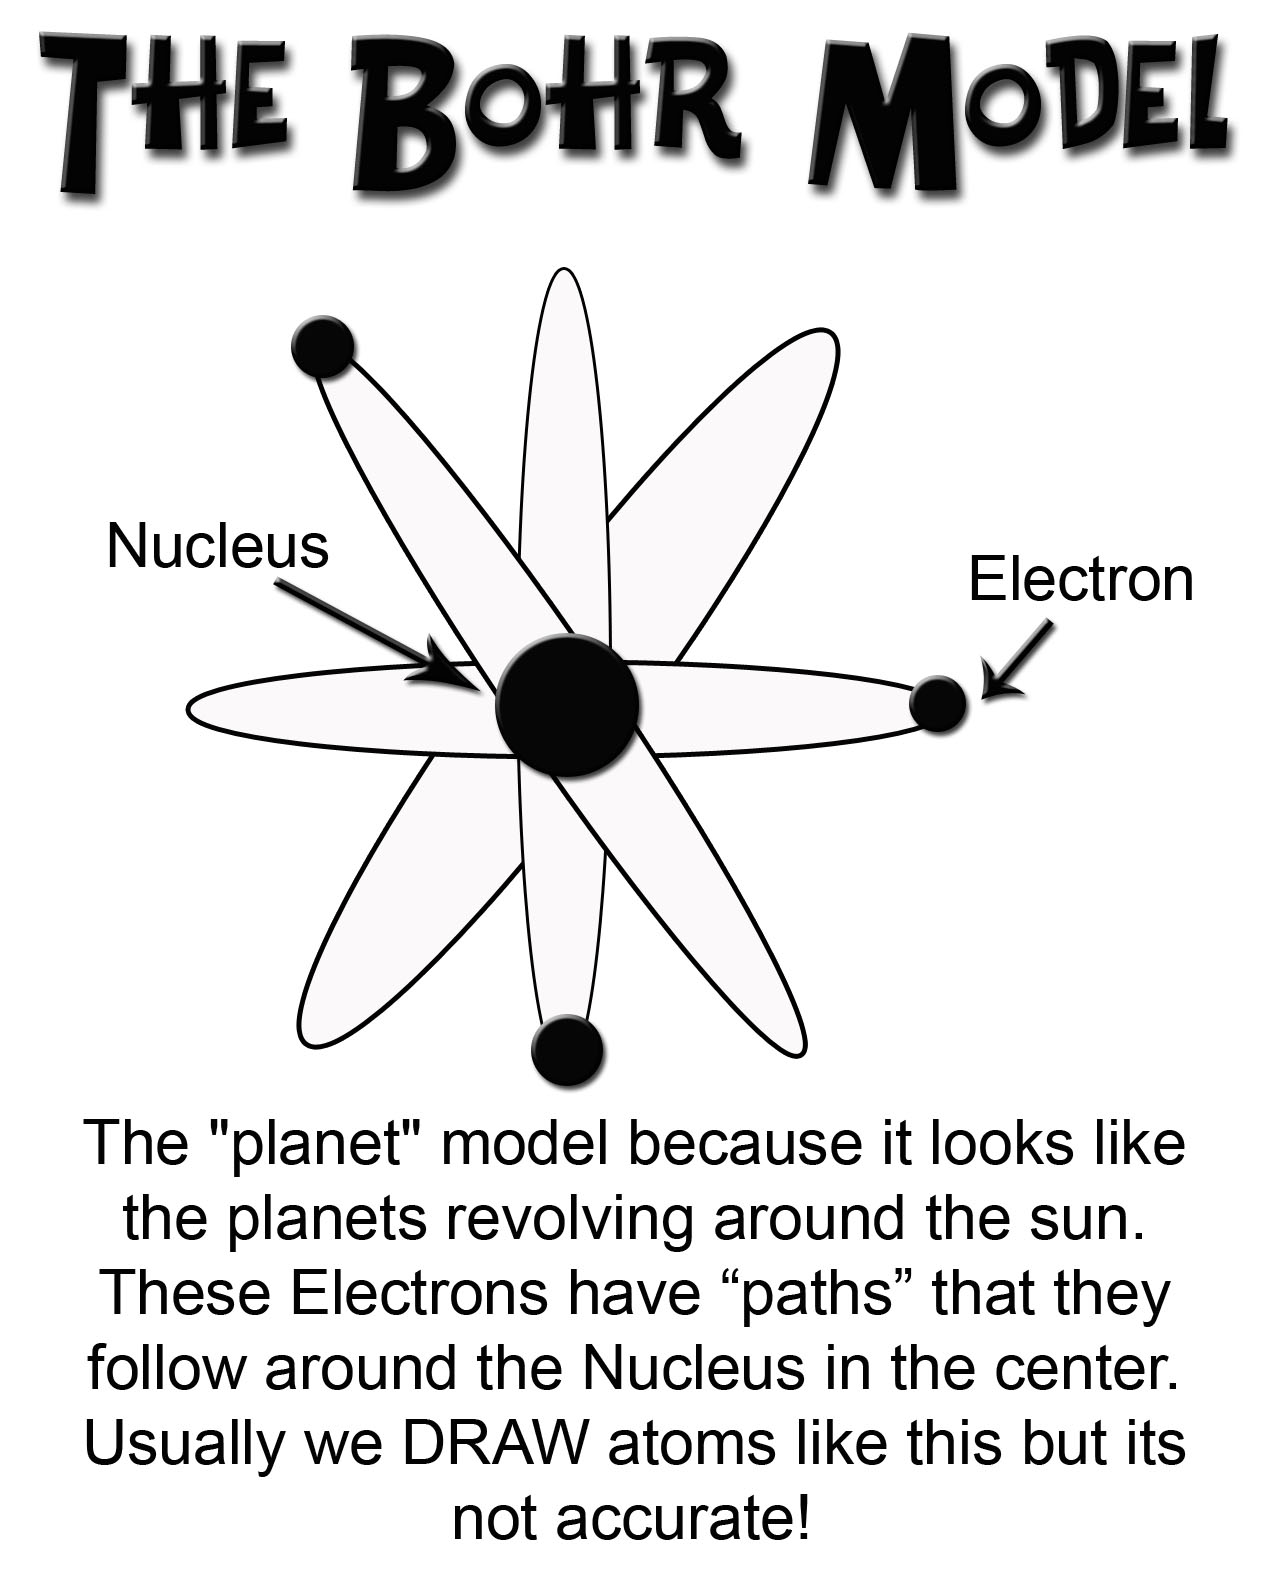 THE BOHR MODEL
Nucleus
Electron
The "planet" model because it looks like
the planets revolving around the sun.
These Electrons have “paths” that they
follow around the Nucleus in the center.
Usually we DRAW atoms like this but its
not accurate!